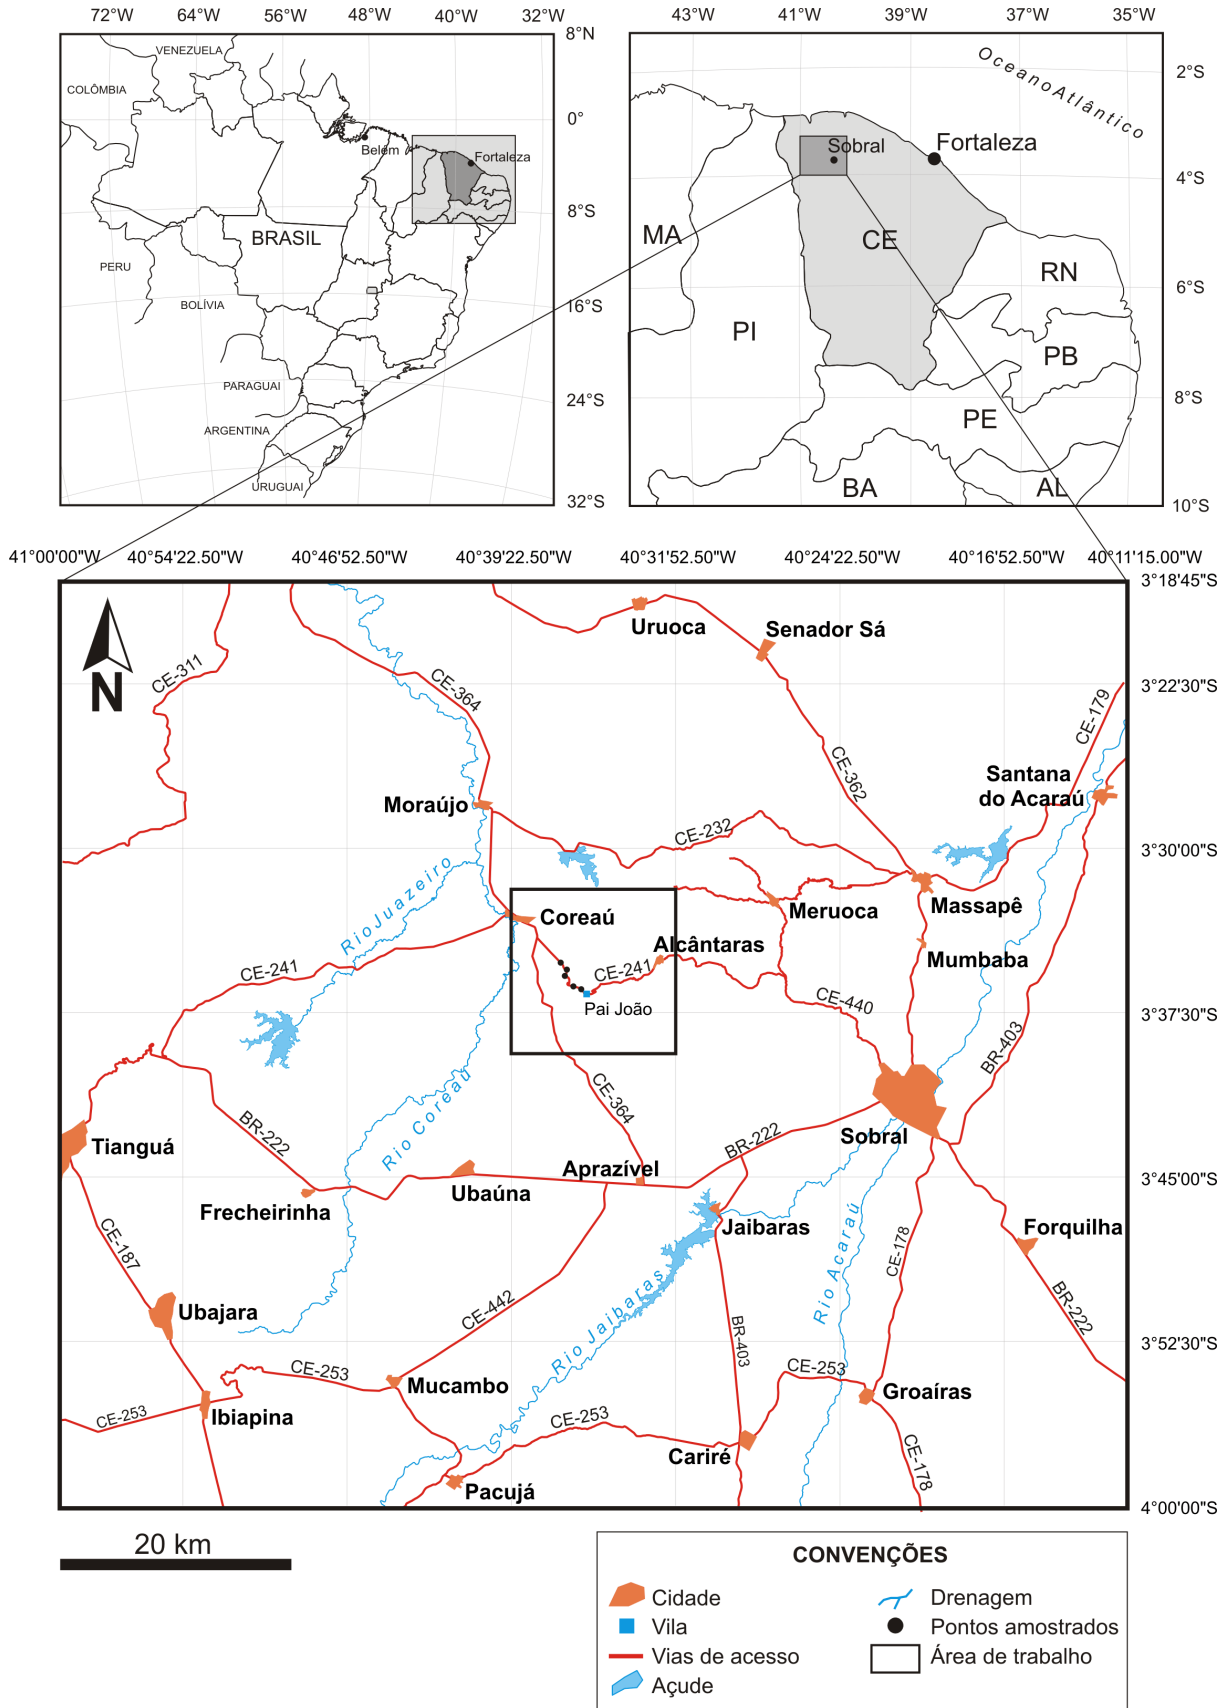 72°W
64°W
56°W
48°W
40°W
32°W
8°N
0°
8°S
16°S
24°S
32°S
VENEZUELA
COLÔMBIA
Belém
Fortaleza
BRASIL
PERU
BOLÍVIA
PARAGUAI
ARGENTINA
URUGUAI
43°W
41°W
39°W
37°W
35°W
2°S
4°S
6°S
8°S
10°S
Oceano Atlântico
Sobral
Fortaleza
MA
CE
RN
PI
PB
PE
BA
AL
41°00'00"W
40°54'22.50"W
40°46'52.50"W
40°39'22.50"W
40°31'52.50"W
40°24'22.50"W
40°16'52.50"W
40°11'15.00"W
3°18'45"S
3°22'30"S
3°30'00"S
3°37'30"S
3°45'00"S
3°52'30"S
4°00'00"S
N
Uruoca
Senador Sá
CE-311
CE-364
CE-179
CE-362
Santana
do Acaraú
Moraújo
CE-232
Rio Juazeiro
Meruoca
Massapê
Coreaú
Alcântaras
Mumbaba
CE-241
CE-241
Pai João
CE-440
BR-403
Rio Coreaú
CE-364
BR-222
BR-222
Sobral
Tianguá
Aprazível
Ubaúna
Frecheirinha
Jaibaras
Forquilha
CE-187
Rio Acaraú
CE-178
Rio Jaibaras
BR-222
Ubajara
CE-442
BR-403
CE-253
CE-253
Mucambo
Groaíras
CE-253
Ibiapina
CE-253
Cariré
CE-178
Pacujá
20 km
CONVENÇÕES
Cidade
Drenagem
Vila
Pontos amostrados
Vias de acesso
Área de trabalho
Açude